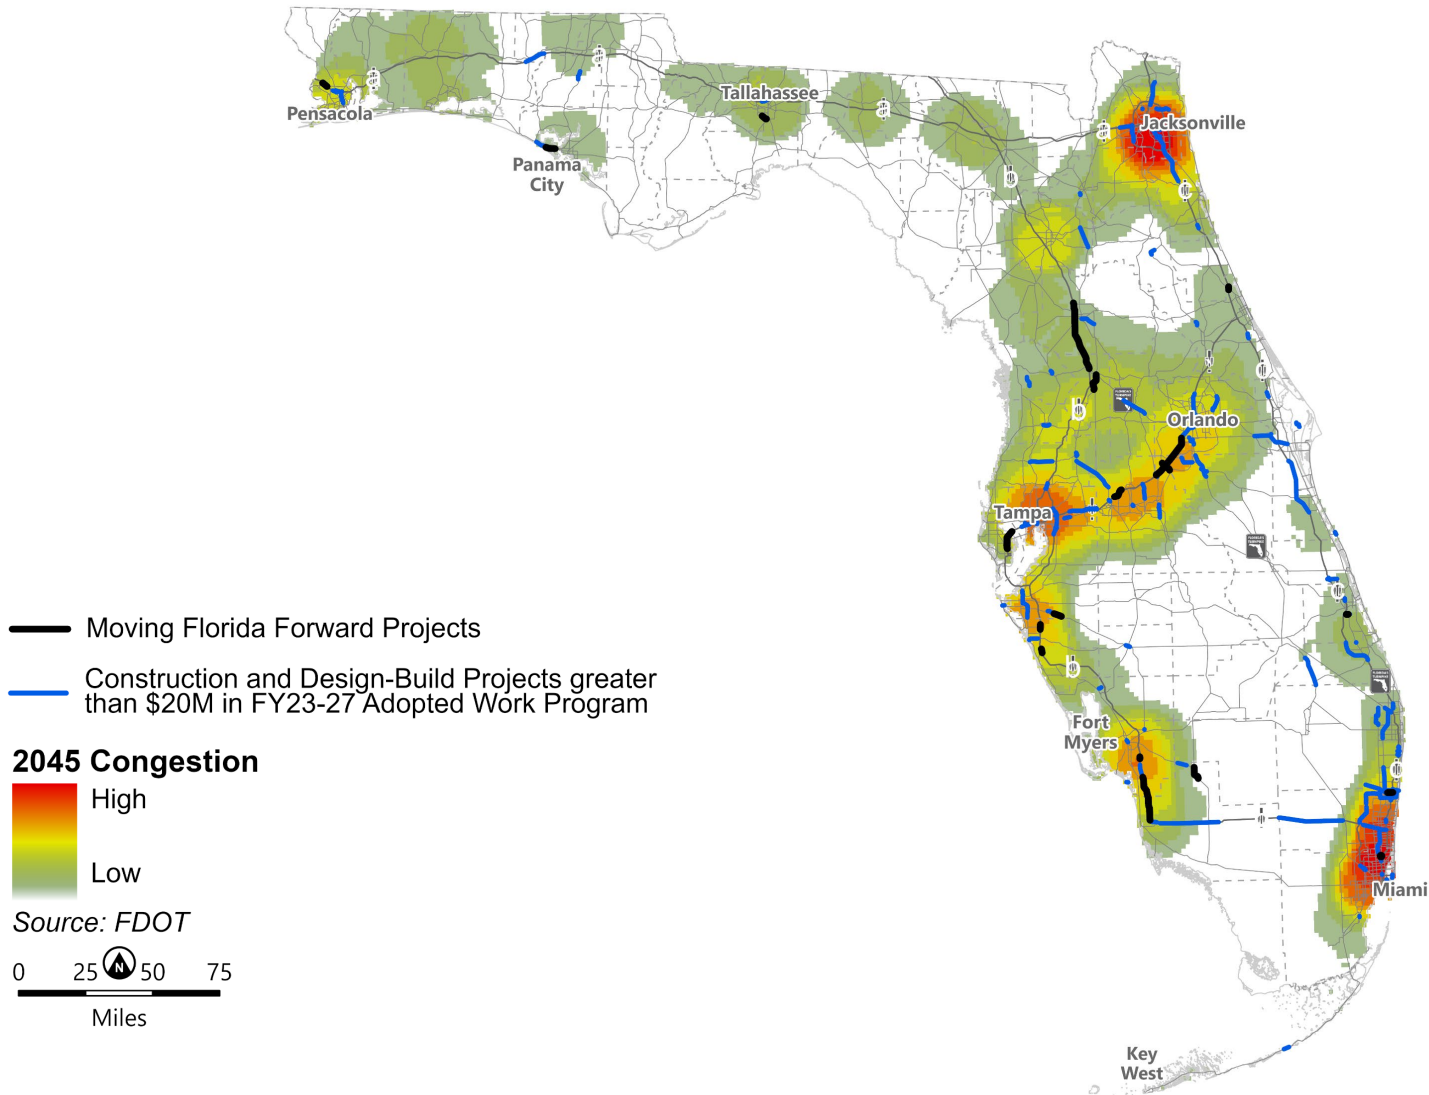 Pensacola
Panama
City
Tallahassee
Jacksonville
Orlando
Tampa
Fort
Myers
Miami
Key
West
Moving Florida Forward Projects
Construction and Design-Build Projects greater
than $20M in FY23-27 Adopted Work Program
2045 Congestion
High
Low
Source: FDOT
N
0 25 50 75
Miles